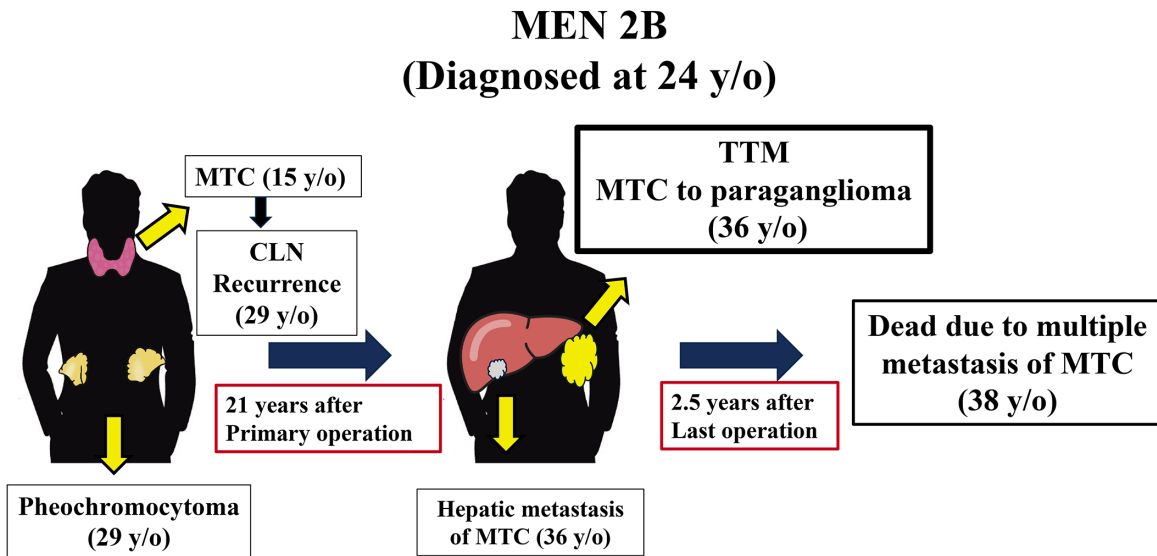 MEN 2B
(Diagnosed at 24 y/o)
MTC (15 y/o)
CLN
Recurrence
(29 y/o)
Pheochromocytoma
(29 y/o)
21 years after
Primary operation
TTM
MTC to paraganglioma
(36 y/o)
Hepatic metastasis
of MTC (36 y/o)
2.5 years after
Last operation
Dead due to multiple
metastasis of MTC
(38 y/o)